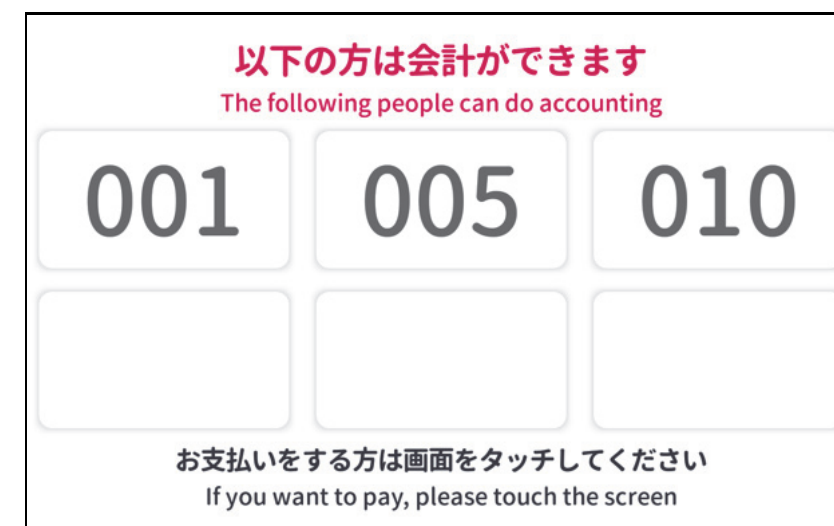 以下の方は会計ができます
The following people can do accounting
001 005 010
お支払いをする方は画面をタッチしてください
If you want to pay, please touch the screen